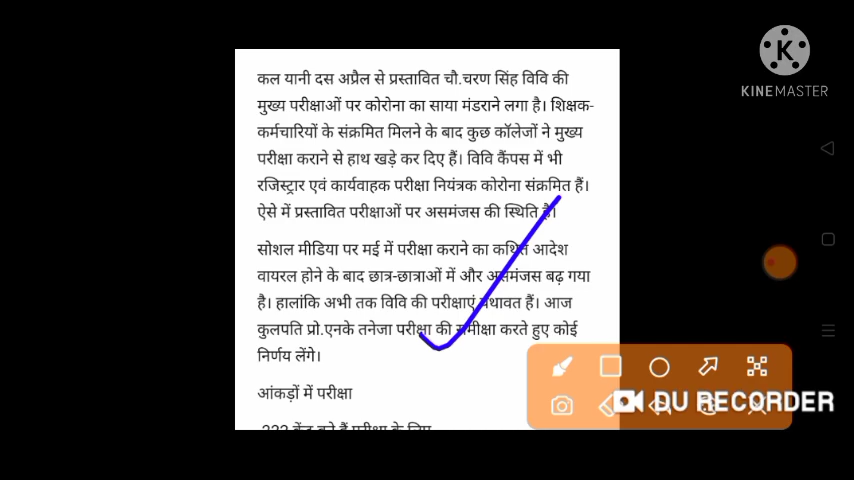 कल यानी दस अप्रैल से प्रस्तावित चौ.चरण सिंह विवि की
मुख्य परीक्षाओं पर कोरोना का साया मंडराने लगा है। शिक्षक-
कर्मचारियों के संक्रमित मिलने के बाद कुछ कॉलेजों ने मुख्य
परीक्षा कराने से हाथ खड़े कर दिए हैं। विवि कैंपस में भी
रजिस्ट्रार एवं कार्यवाहक परीक्षा नियंत्रक कोरोना संक्रमित हैं।
ऐसे में प्रस्तावित परीक्षाओं पर असमंजस की स्थिति है।
सोशल मीडिया पर मई में परीक्षा कराने का कथित आदेश
वायरल होने के बाद छात्र-छात्राओं में और असमंजस बढ़ गया
है। हालांकि अभी तक विवि की परीक्षाएं यथावत हैं। आज
कुलपति प्रो.एनके तनेजा परीक्षा की समीक्षा करते हुए कोई
निर्णय लेंगे।
आंकड़ों में परीक्षा
K
KINEMASTER
DU RECORDER